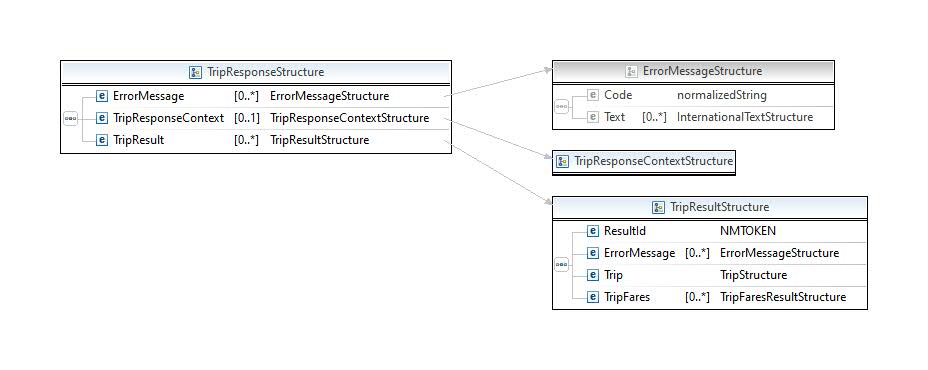 TripResponseStructure
ErrorMessage [0..*] ErrorMessageStructure
TripResponseContext [0..1] TripResponseContextStructure
TripResult [0..*] TripResultStructure
ErrorMessageStructure
Code normalizedString
Text [0..*] InternationalTextStructure
TripResponseContextStructure
TripResultStructure
ResultId NMTOKEN
ErrorMessage [0..*] ErrorMessageStructure
Trip TripStructure
TripFares [0..*] TripFaresResultStructure